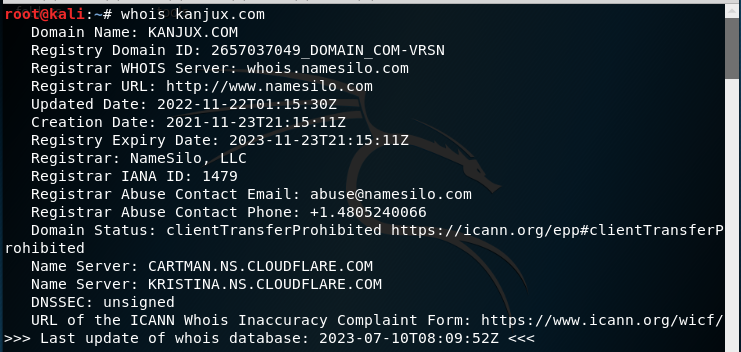 root@kali:~# whois kanjux.com
Domain Name: KANJUX.COM
Registry Domain ID: 2657037049_DOMAIN_COM-VRSN
Registrar WHOIS Server: whois.namesilo.com
Registrar URL: http://www.namesilo.com
Updated Date: 2022-11-22T01:15:30Z
Creation Date: 2021-11-23T21:15:11Z
Registry Expiry Date: 2023-11-23T21:15:11Z
Registrar: NameSilo, LLC
Registrar IANA ID: 1479
Registrar Abuse Contact Email: abuse@namesilo.com
Registrar Abuse Contact Phone: +1.4805240066
Domain Status: clientTransferProhibited https://icann.org/epp#clientTransferP
rohibited
Name Server: CARTMAN.NS.CLOUDFLARE.COM
Name Server: KRISTINA.NS.CLOUDFLARE.COM
DNSSEC: unsigned
URL of the ICANN Whois Inaccuracy Complaint Form: https://www.icann.org/wicf/
>>> Last update of whois database: 2023-07-10T08:09:52Z <<<